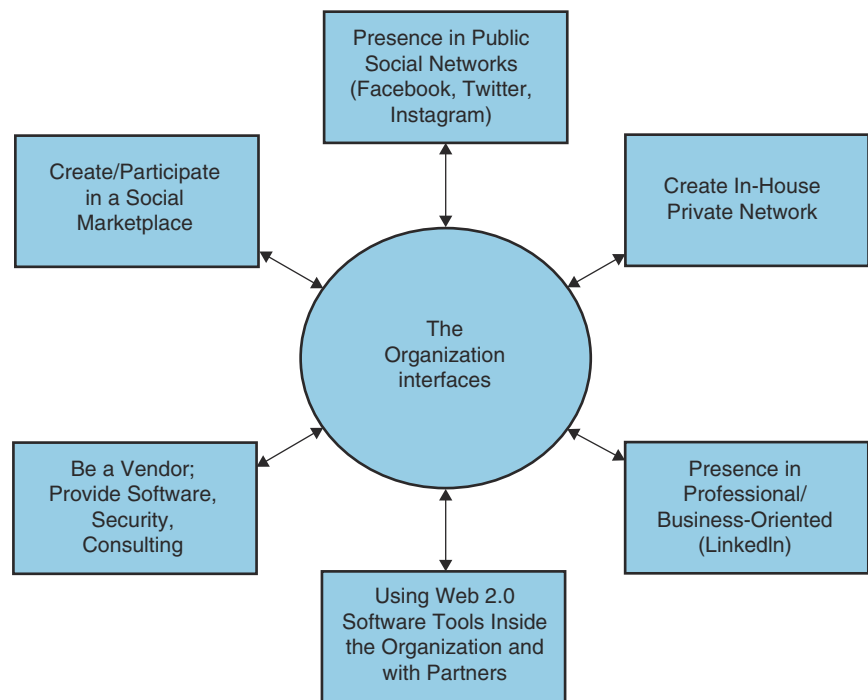 Presence in Public
Social Networks
(Facebook, Twitter,
Instagram)
Create/Participate
in a Social
Marketplace
Create In-House
Private Network
The
Organization
interfaces
Be a Vendor;
Provide Software,
Security,
Consulting
Presence in
Professional/
Business-Oriented
(LinkedIn)
Using Web 2.0
Software Tools Inside
the Organization and
with Partners